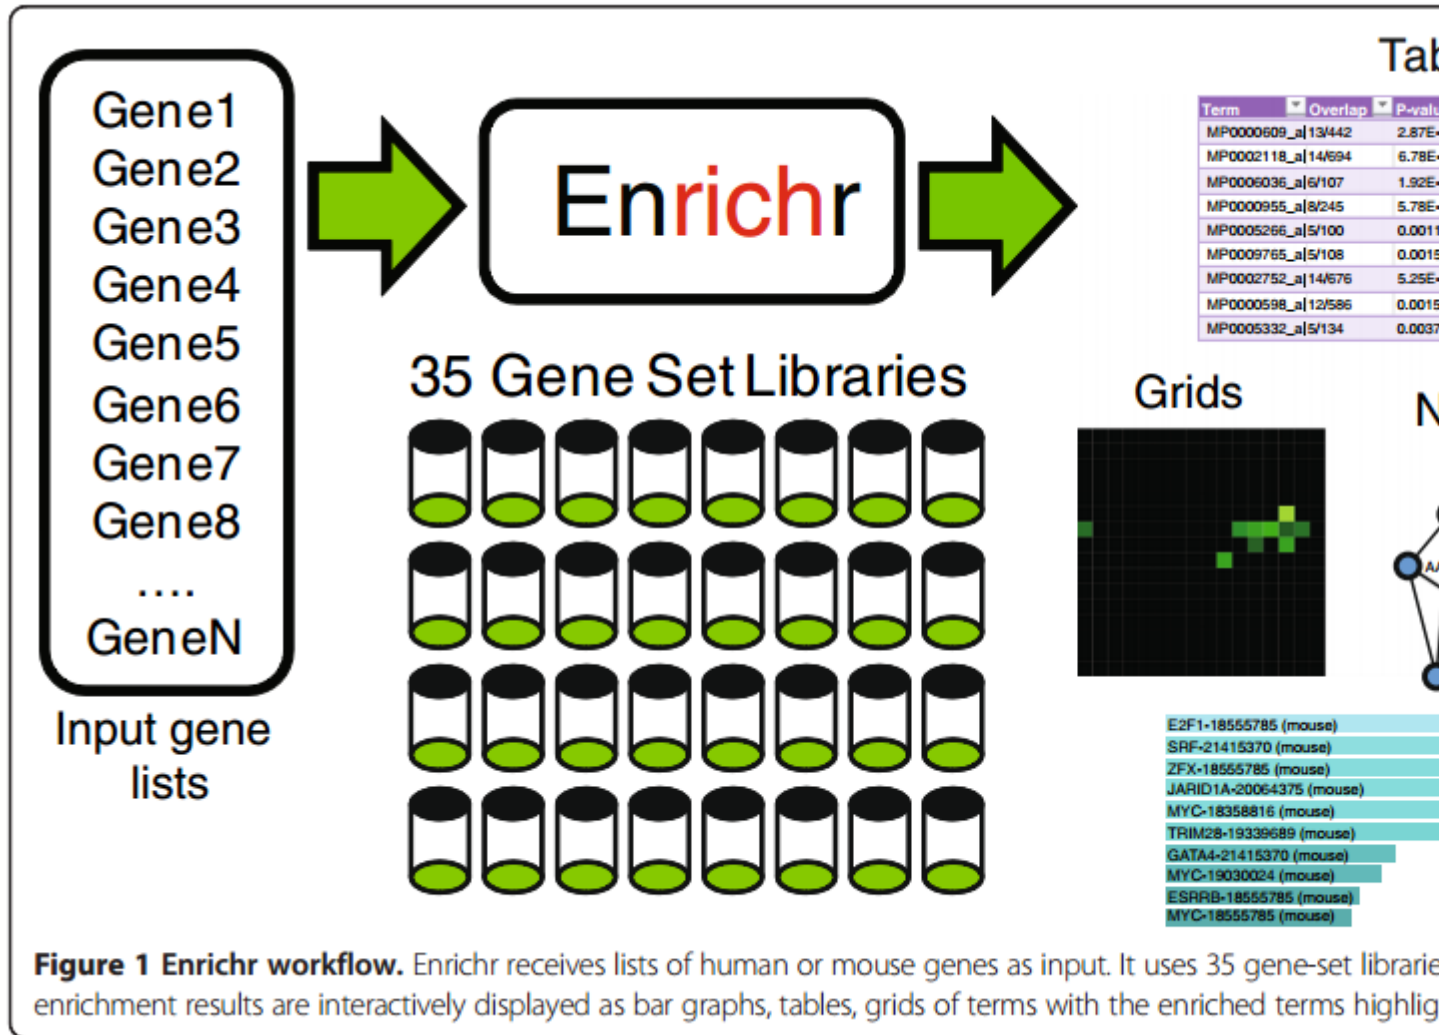 Gene1
Gene2
Gene3
Gene4
Gene5
Gene6
Gene7
Gene8
....
GeneN
Input gene
lists
Enrichr
35 Gene Set Libraries
Tab
Term Overlap P-valu
MP0000609_a 13/442 2.87E-
MP0002118_a 14/694 6.78E-
MP0006036_a 6/107 1.92E-
MP0000955_a 8/245 5.78E-
MP0005266_a 5/100 0.0011
MP0009765_a 5/108 0.0015
MP0002752_a 14/676 5.25E-
MP0000598_a 12/586 0.0015
MP0005332_a 5/134 0.0037
Grids
N
A
E2F1-18555785 (mouse)
SRF-21415370 (mouse)
ZFX-18555785 (mouse)
JARID1A-20064375 (mouse)
MYC-18358816 (mouse)
TRIM28-19339689 (mouse)
GATA4-21415370 (mouse)
MYC-19030024 (mouse)
ESRRB-18555785 (mouse)
MYC-18555785 (mouse)
Figure 1 Enrichr workflow. Enrichr receives lists of human or mouse genes as input. It uses 35 gene-set librarie
enrichment results are interactively displayed as bar graphs, tables, grids of terms with the enriched terms highlig